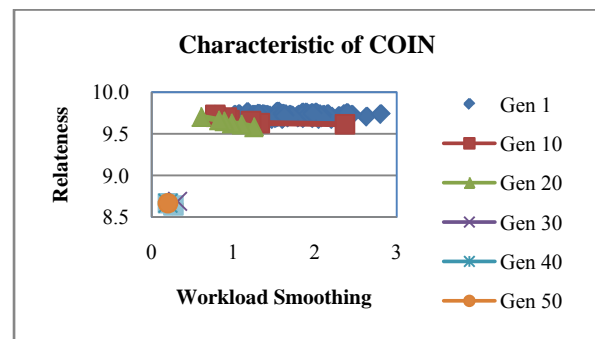 Characteristic of COIN
Relateness
10.0
9.5
9.0
8.5
0 1 2 3
Workload Smoothing
Gen 1
Gen 10
Gen 20
Gen 30
Gen 40
Gen 50